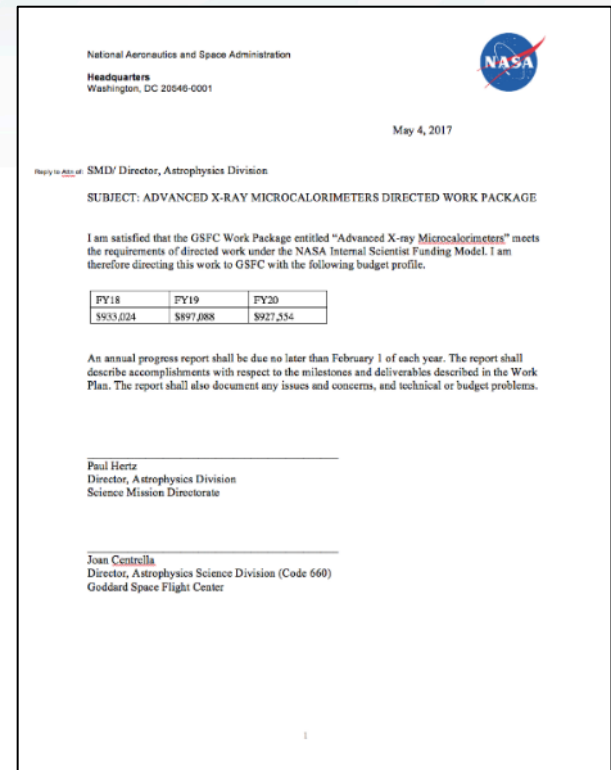 National Aeronautics and Space Administration
Headquarters
Washington, DC 20546-0001
NASA
May 4, 2017
Reply to Attn of: SMD/ Director, Astrophysics Division
SUBJECT: ADVANCED X-RAY MICROCALORIMETERS DIRECTED WORK PACKAGE
I am satisfied that the GSFC Work Package entitled “Advanced X-ray Microcalorimeters” meets
the requirements of directed work under the NASA Internal Scientist Funding Model. I am
therefore directing this work to GSFC with the following budget profile.
FY18 FY19 FY20
$933,024 $897,088 $927,554
An annual progress report shall be due no later than February 1 of each year. The report shall
describe accomplishments with respect to the milestones and deliverables described in the Work
Plan. The report shall also document any issues and concerns, and technical or budget problems.
Paul Hertz
Director, Astrophysics Division
Science Mission Directorate
Joan Centrella
Director, Astrophysics Science Division (Code 660)
Goddard Space Flight Center
1